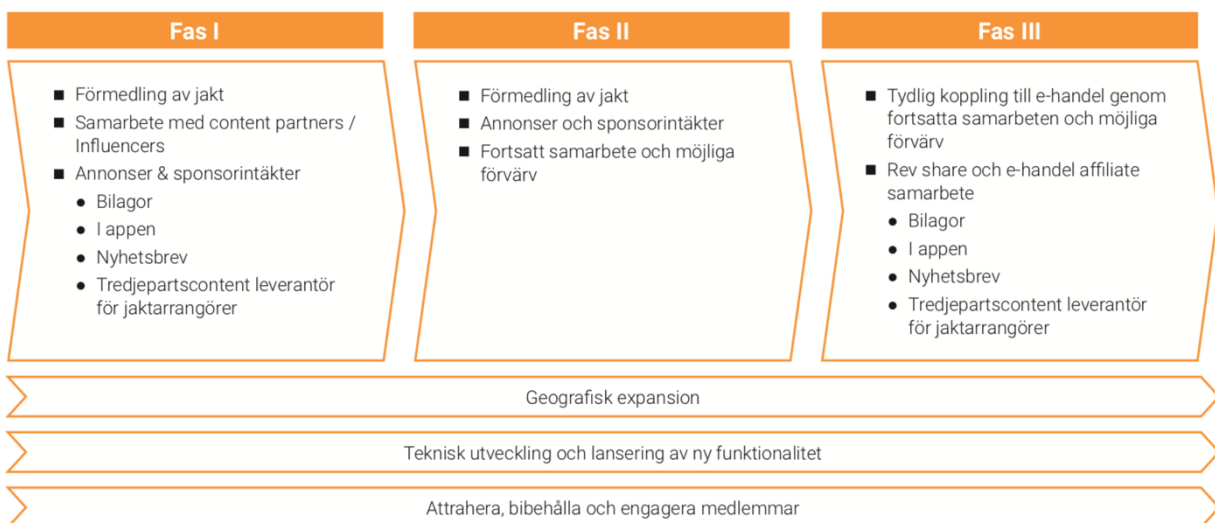 Fas I
■ Förmedling av jakt
■ Samarbete med content partners /
Influencers
■ Annonser & sponsorintäkter
● Bilagor
● I appen
● Nyhetsbrev
● Tredjepartscontent leverantör
för jaktarrangörer
Fas II
■ Förmedling av jakt
■ Annonser och sponsorintäkter
■ Fortsatt samarbete och möjliga
förvärv
Fas III
■ Tydlig koppling till e-handel genom
fortsatta samarbeten och möjliga
förvärv
■ Rev share och e-handel affiliate
samarbete
● Bilagor
● I appen
● Nyhetsbrev
● Tredjepartscontent leverantör
för jaktarrangörer
Geografisk expansion
Teknisk utveckling och lansering av ny funktionalitet
Attrahera, bibehålla och engagera medlemmar